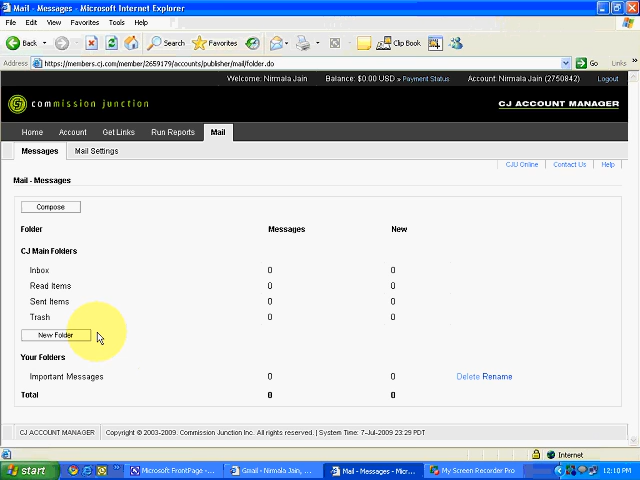 Mail - Messages - Microsoft Internet Explorer
File Edit View Favorites Tools Help
Back Search Favorites Clip Book
Address https://members.cj.com/member/2659179/accounts/publisher/mail/folder.do Go Links »
Welcome: Nirmala Jain Balance: $0.00 USD » Payment Status Account: Nirmala Jain (2750842) Logout
commission junction CJ ACCOUNT MANAGER
Home Account Get Links Run Reports Mail
Messages Mail Settings
CJU Online Contact Us Help
Mail - Messages
Compose
Folder Messages New
CJ Main Folders
Inbox 0 0
Read Items 0 0
Sent Items 0 0
Trash 0 0
New Folder
Your Folders
Important Messages 0 0 Delete Rename
Total 0 0
CJ ACCOUNT MANAGER Copyright © 2003-2009. Commission Junction Inc. All rights reserved. | System Time: 7-Jul-2009 23:29 PDT
Internet
start » Microsoft FrontPage -... Gmail - Nirmala Jain, ... Mail - Messages - Micr... My Screen Recorder Pro 12:10 PM